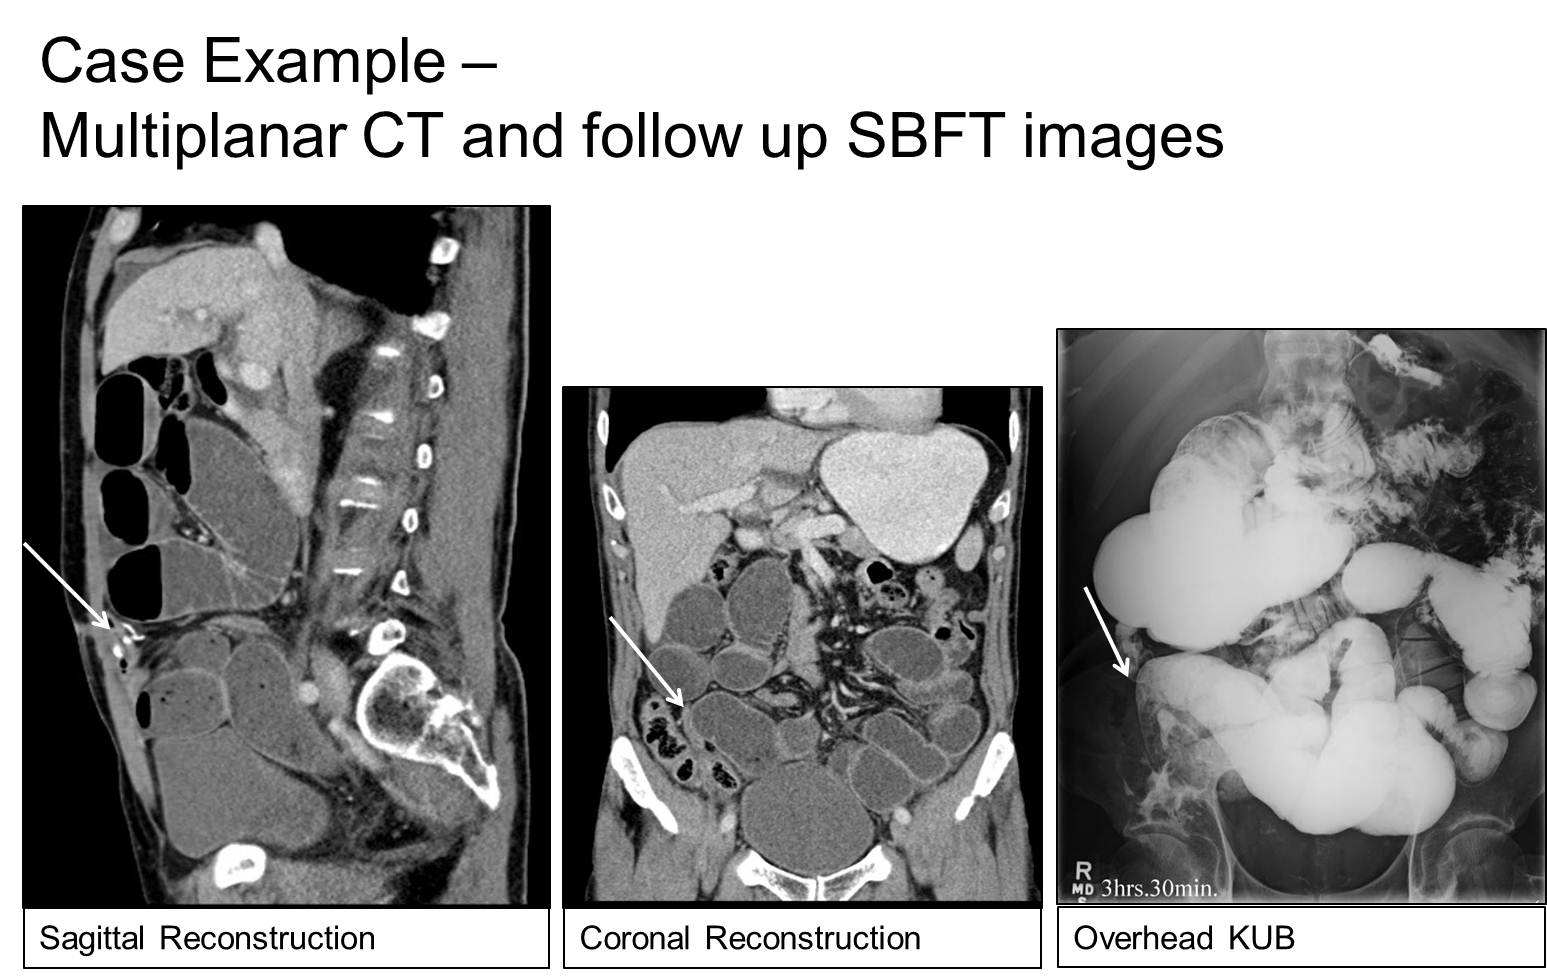 Case Example –
Multiplanar CT and follow up SBFT images
R
MD
S
3hrs.30min.
Sagittal Reconstruction
Coronal Reconstruction
Overhead KUB